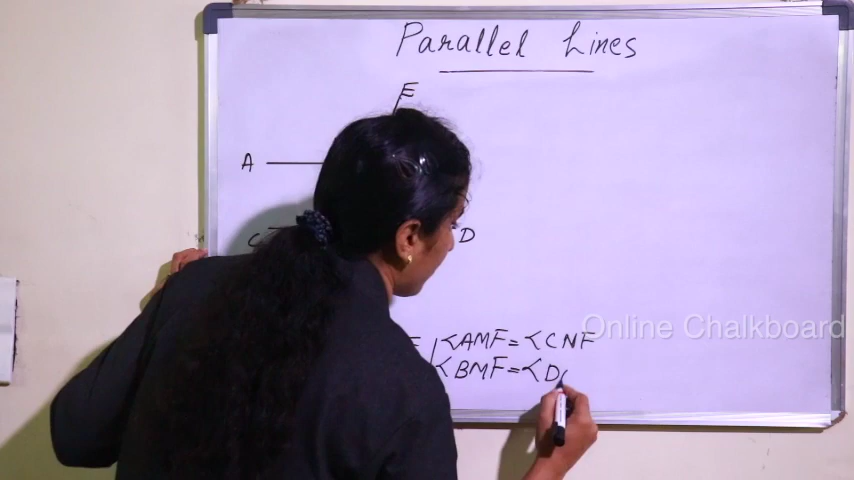 Parallel Lines
E
A
C
D
<AMF = <CNF
<BMF = <D
Online Chalkboard